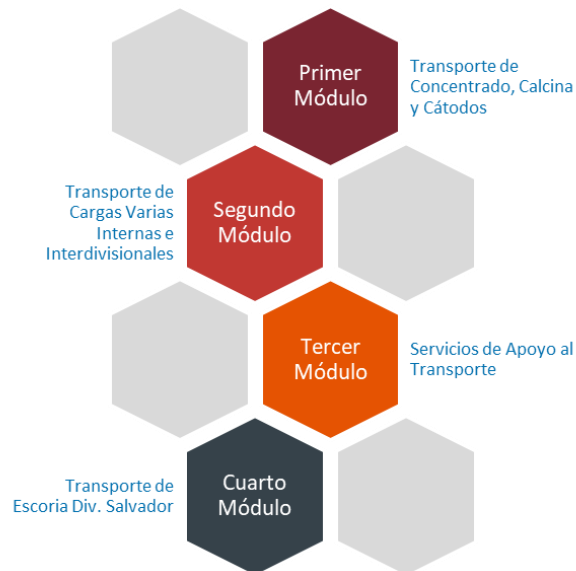 Primer
Módulo
Transporte de
Concentrado, Calcina
y Cátodos
Transporte de
Cargas Varias
Internas e
Interdivisionales
Segundo
Módulo
Tercer
Módulo
Servicios de Apoyo al
Transporte
Transporte de
Escoria Div. Salvador
Cuarto
Módulo